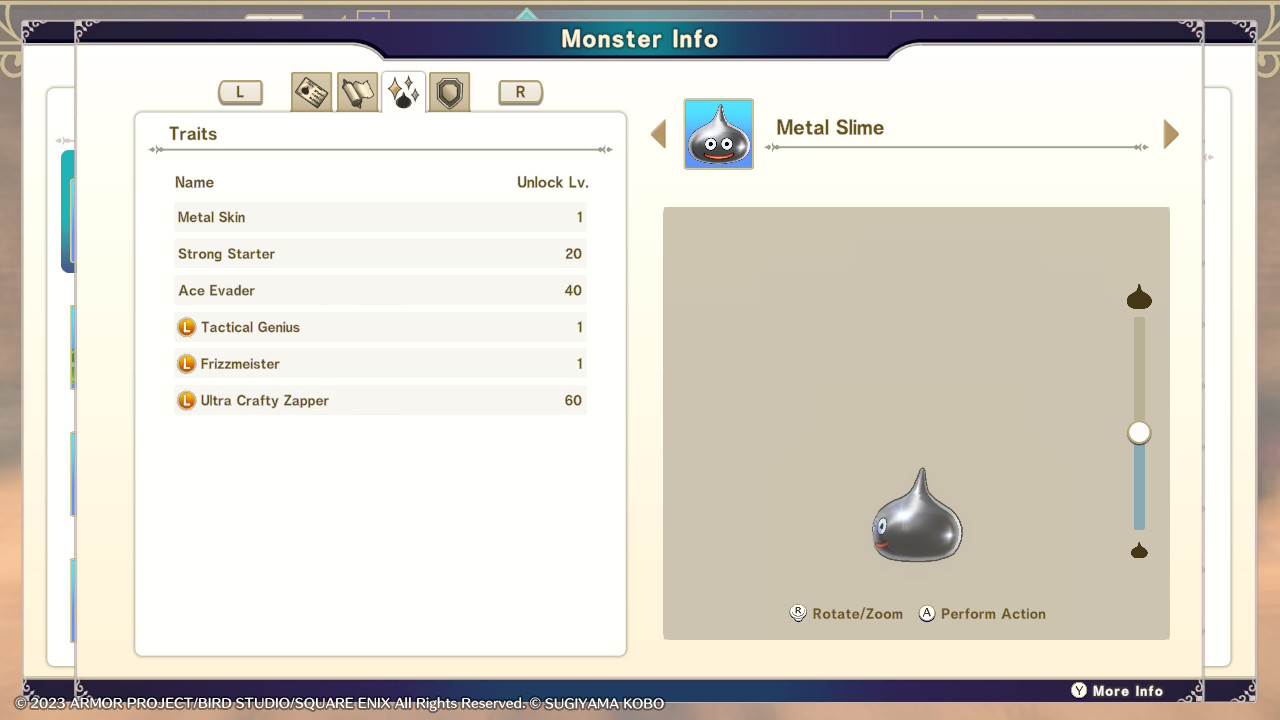 Monster Info
L
R
Traits
Name Unlock Lv.
Metal Skin 1
Strong Starter 20
Ace Evader 40
L Tactical Genius 1
L Frizzmeister 1
L Ultra Crafty Zapper 60
Metal Slime
R Rotate/Zoom A Perform Action
Y More Info
© 2023 ARMOR PROJECT/BIRD STUDIO/SQUARE ENIX All Rights Reserved. © SUGIYAMA KOBO